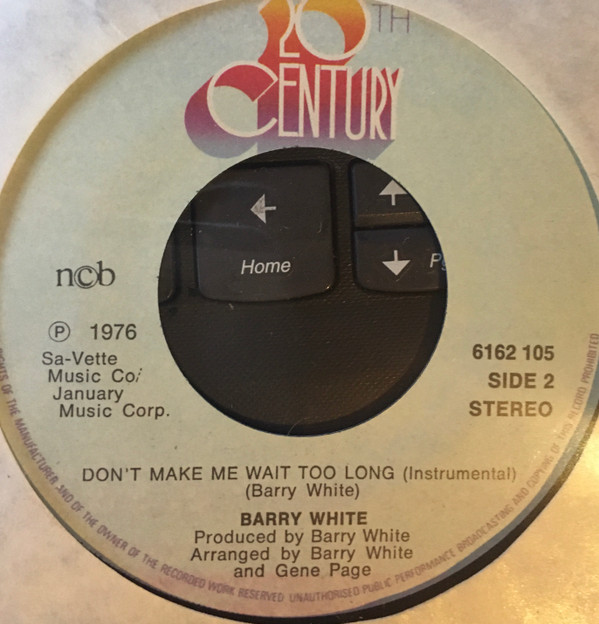 20TH
CENTURY
Home
ncb
Ⓟ 1976
Sa-Vette
Music Co/
January
Music Corp.
6162 105
SIDE 2
STEREO
DON'T MAKE ME WAIT TOO LONG (Instrumental)
(Barry White)
BARRY WHITE
Produced by Barry White
Arranged by Barry White
and Gene Page
OF THE MANUFACTURER AND OF THE OWNER OF THE RECORDED WORK RESERVED UNAUTHORISED PUBLIC PERFORMANCE BROADCASTING AND COPYING OF THIS RECORD PROHIBITED